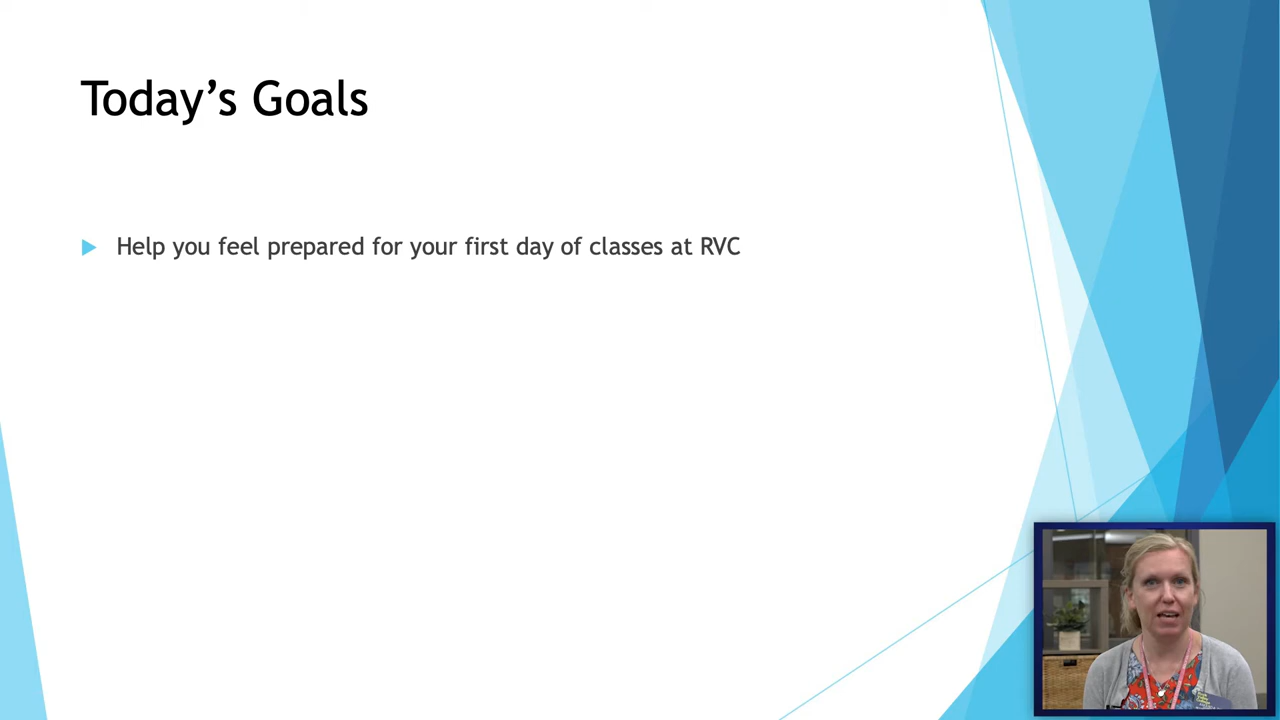 Today’s Goals
Help you feel prepared for your first day of classes at RVC